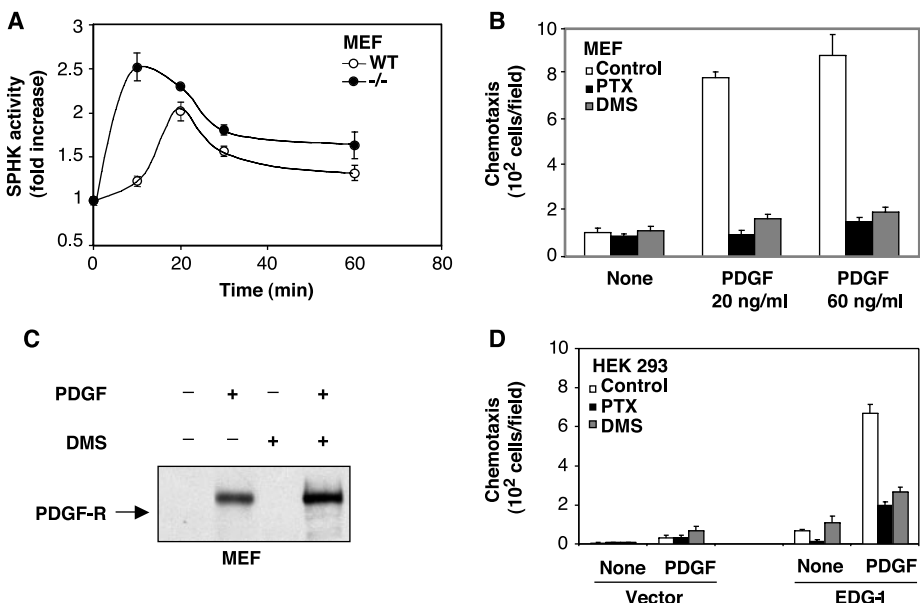 A
SPHK activity
(fold increase)
3
2.5
2
1.5
1
0.5
0 20 40 60 80
Time (min)
MEF
WT
-/-
B
Chemotaxis
(10² cells/field)
10
8
6
4
2
0
MEF
Control
PTX
DMS
None PDGF PDGF
20 ng/ml 60 ng/ml
C
PDGF – + – +
DMS – – + +
PDGF-R
MEF
D
Chemotaxis
(10² cells/field)
10
8
6
4
2
0
HEK 293
Control
PTX
DMS
None PDGF None PDGF
Vector EDG-1